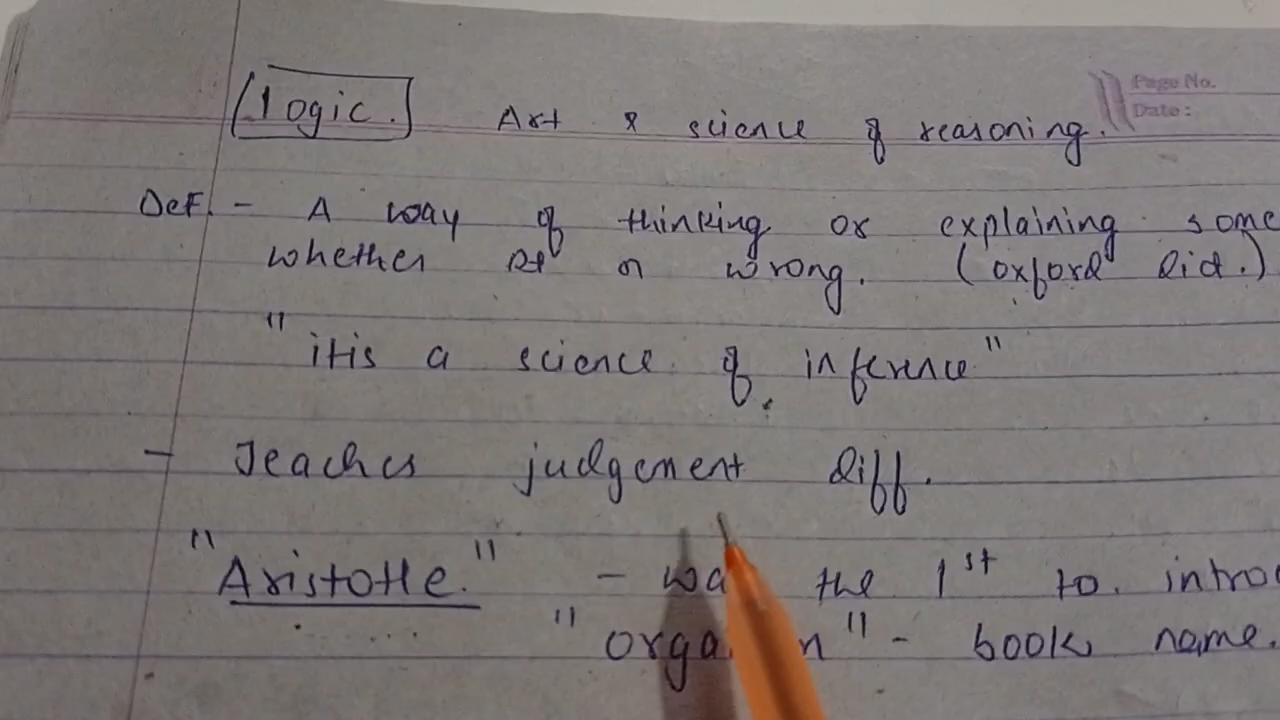 Page No.
Date:
Logic. Art & science of reasoning.
Def. - A way of thinking or explaining some
whether rt or wrong. (oxford Dict.)
"itis a science of inference"
- Teaches judgement diff.
"Aristotle." - wa the 1st to. intro
" n" - book name.